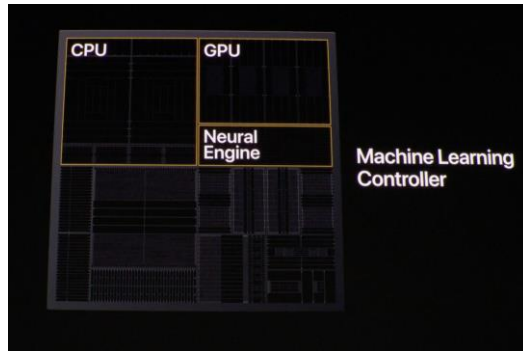 CPU
GPU
Neural
Engine
Machine Learning
Controller